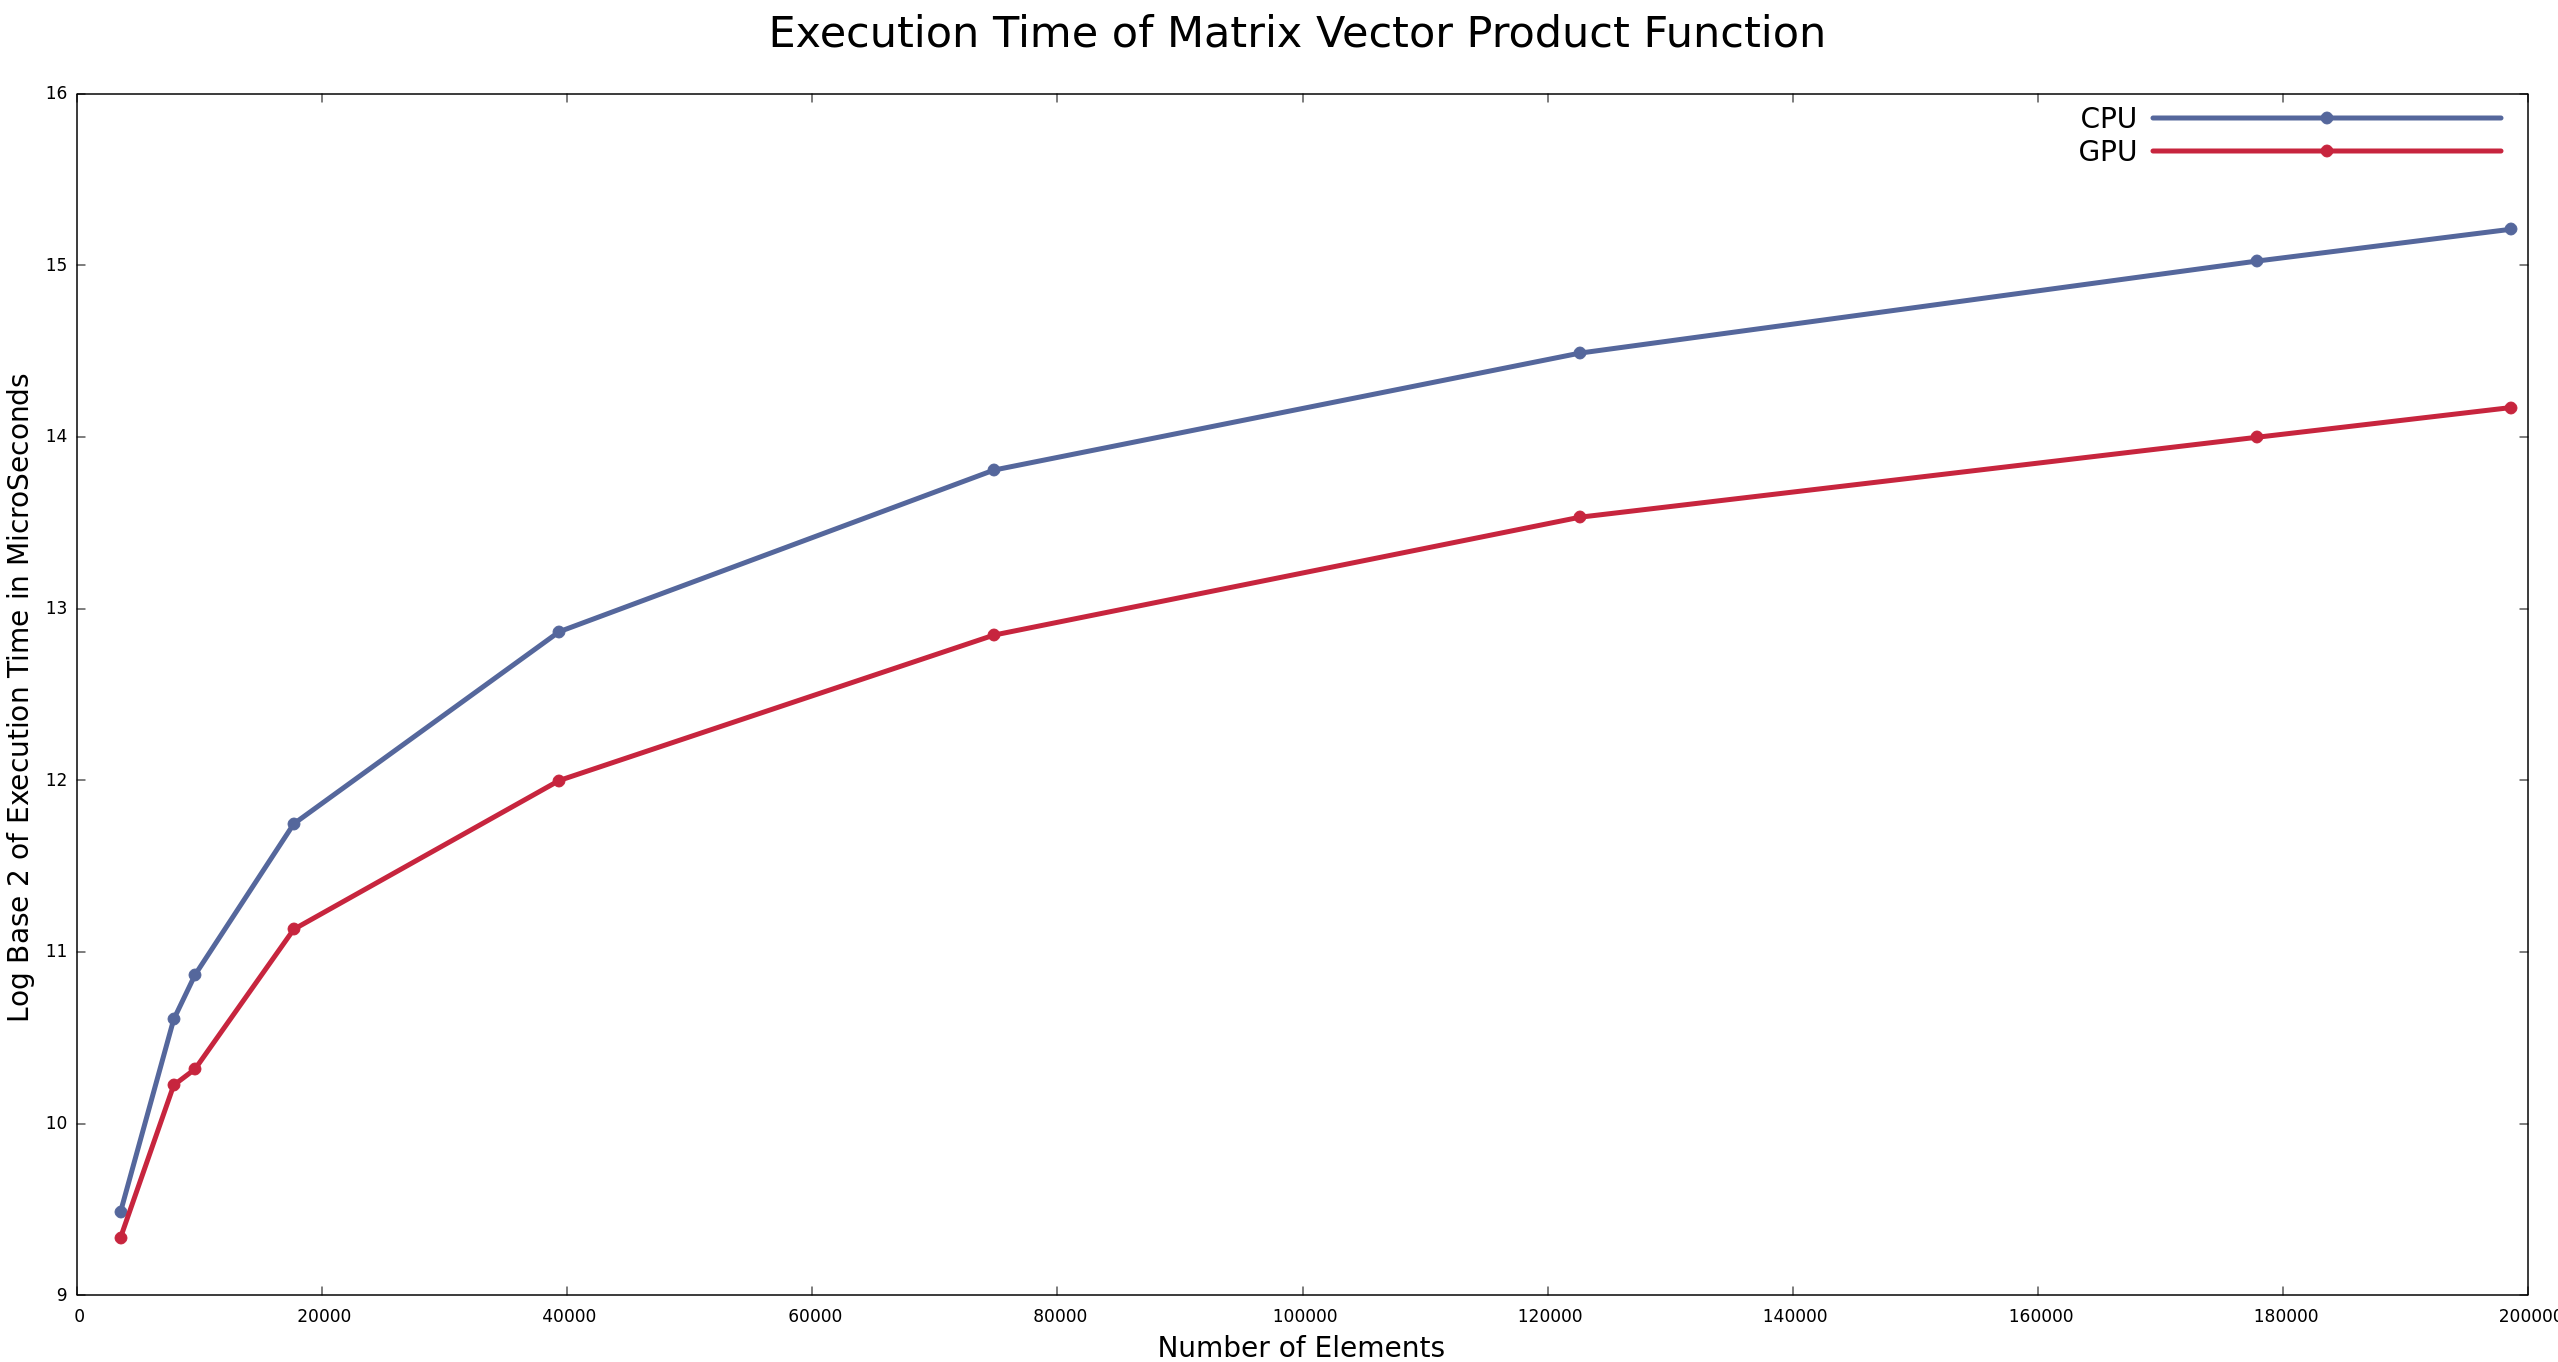 Execution Time of Matrix Vector Product Function
CPU
GPU
16
15
14
13
12
11
10
9
Log Base 2 of Execution Time in MicroSeconds
0 20000 40000 60000 80000 100000 120000 140000 160000 180000 200000
Number of Elements